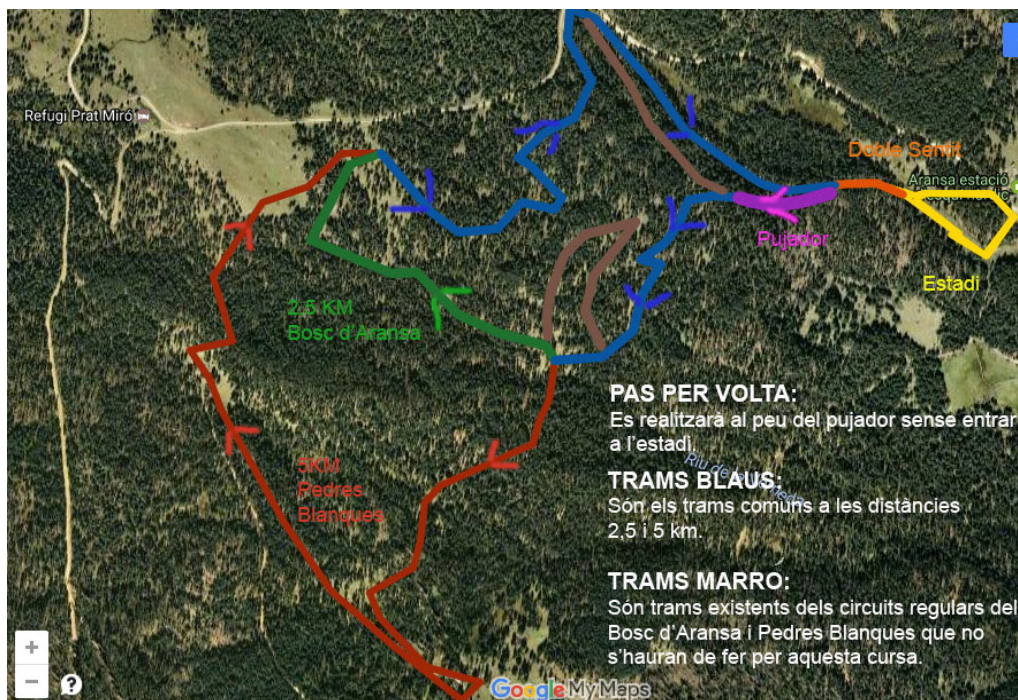 Refugi Prat Miró
Doble Sentit
Aransa estació
Pujador
Estadi
2,5 KM
Bosc d'Aransa
5KM
Pedres
Blanques
PAS PER VOLTA:
Es realitzarà al peu del pujador sense entrar
a l'estadi.
Riu de la
TRAMS BLAUS:
Són els trams comuns a les distàncies
2,5 i 5 km.
TRAMS MARRO:
Són trams existents dels circuits regulars del
Bosc d'Aransa i Pedres Blanques que no
s'hauran de fer per aquesta cursa.
+
−
?
Google My Maps